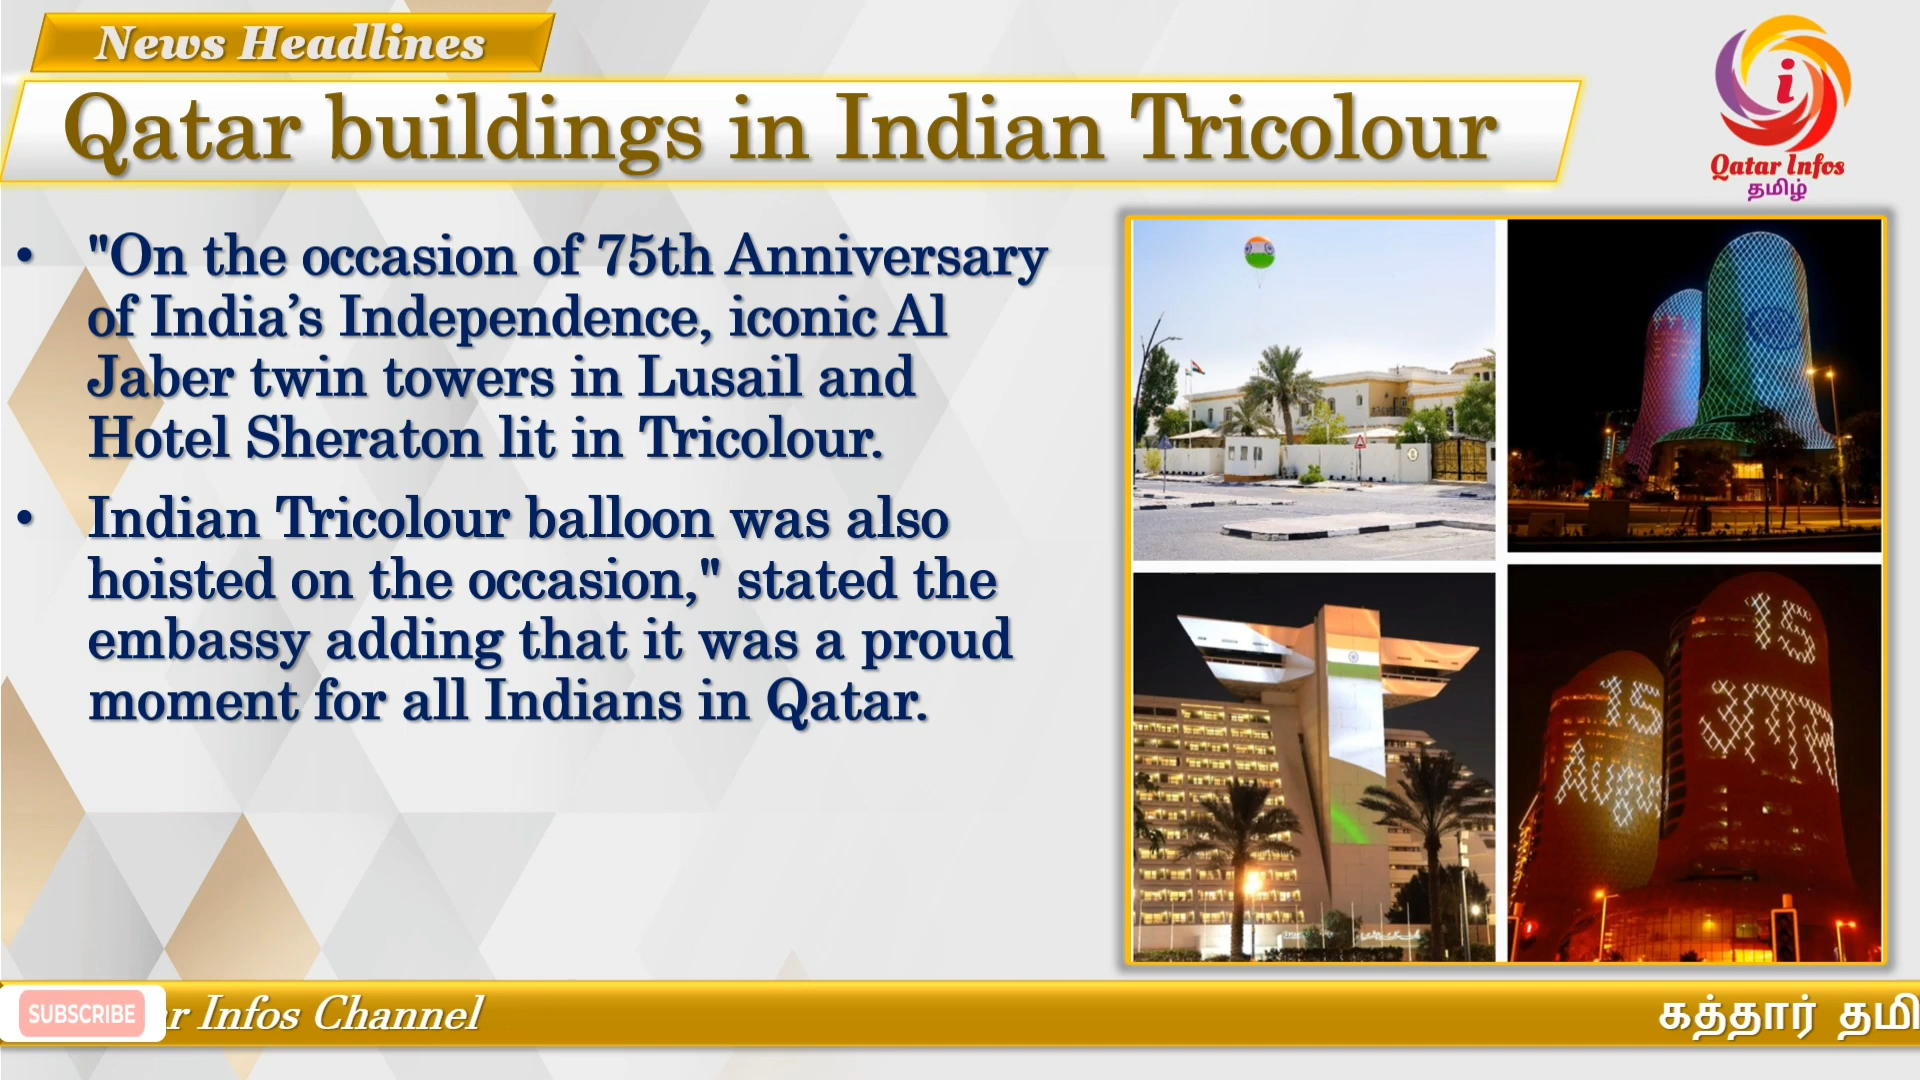 News Headlines
Qatar buildings in Indian Tricolour
i
Qatar Infos
தமிழ்
• "On the occasion of 75th Anniversary
of India’s Independence, iconic Al
Jaber twin towers in Lusail and
Hotel Sheraton lit in Tricolour.
• Indian Tricolour balloon was also
hoisted on the occasion," stated the
embassy adding that it was a proud
moment for all Indians in Qatar.
15
15
SUBSCRIBE
Infos Channel
கத்தார்